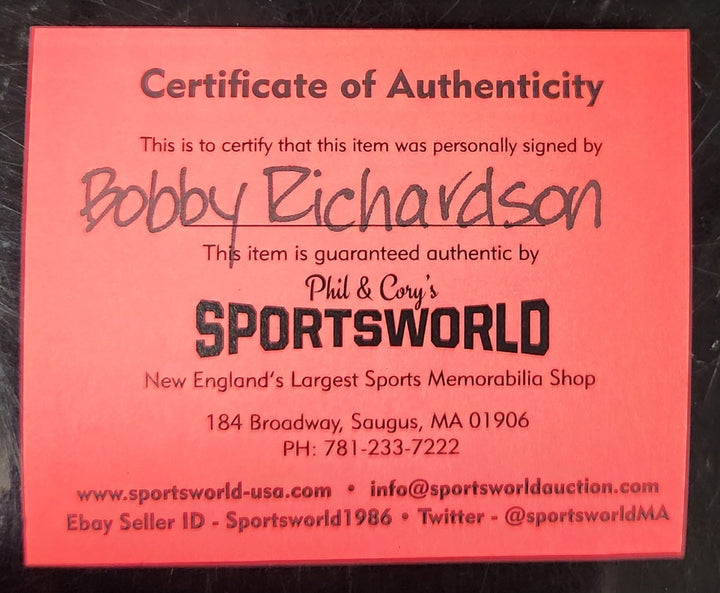 Certificate of Authenticity
This is to certify that this item was personally signed by
Bobby Richardson
This item is guaranteed authentic by
Phil & Cory's
SPORTSWORLD
New England's Largest Sports Memorabilia Shop
184 Broadway, Saugus, MA 01906
PH: 781-233-7222
www.sportsworld-usa.com • info@sportsworldauction.com
Ebay Seller ID - Sportsworld1986 • Twitter - @sportsworldMA